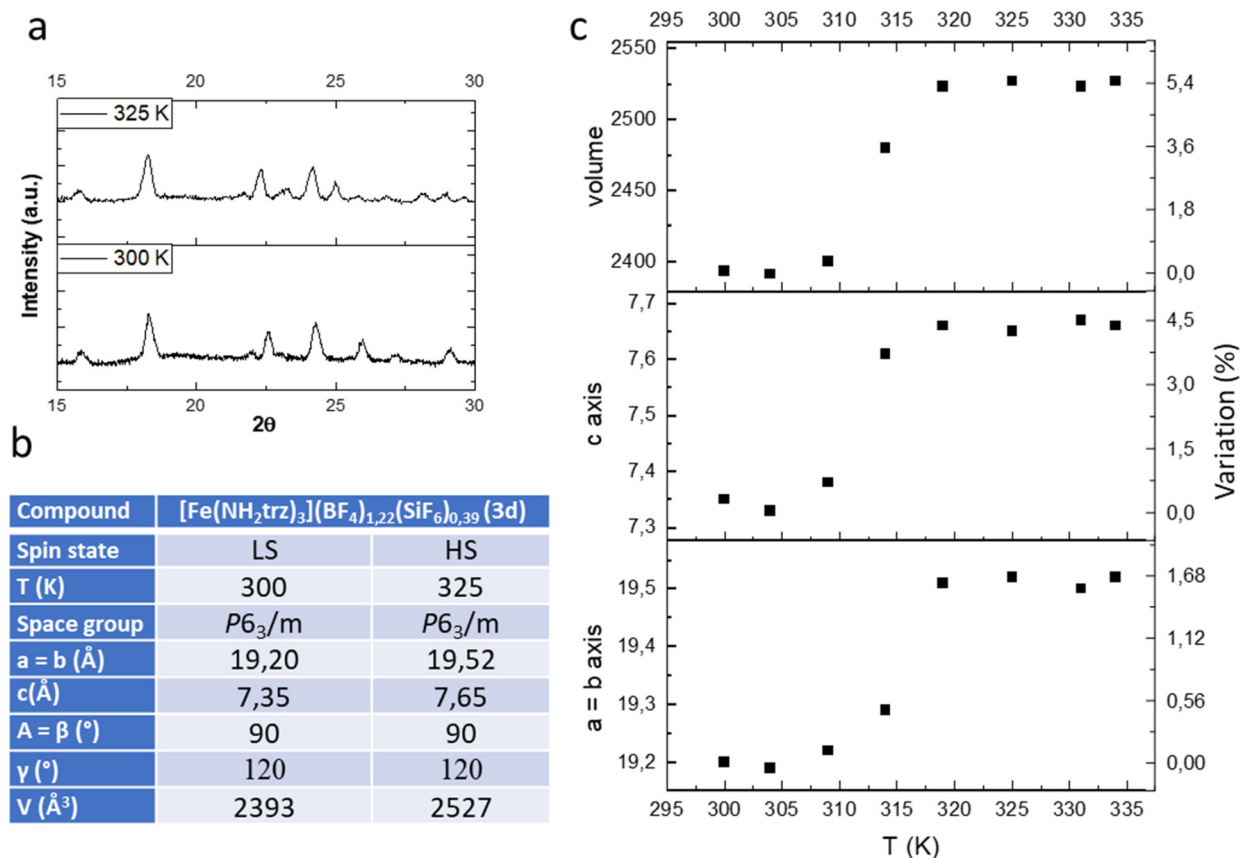 a
15 20 25 30
325 K
300 K
Intensity (a.u.)
15 20 25 30
2θ
b
Compound [Fe(NH₂trz)₃](BF₄)₁,₂₂(SiF₆)₀,₃₉ (3d)
Spin state LS HS
T (K) 300 325
Space group P6₃/m P6₃/m
a = b (Å) 19,20 19,52
c(Å) 7,35 7,65
A = β (°) 90 90
γ (°) 120 120
V (Å³) 2393 2527
c
295 300 305 310 315 320 325 330 335
2550
2500
2450
2400
volume
5,4
3,6
1,8
0,0
7,7
7,6
7,5
7,4
7,3
c axis
4,5
3,0
1,5
0,0
Variation (%)
19,5
19,4
19,3
19,2
a = b axis
1,68
1,12
0,56
0,00
295 300 305 310 315 320 325 330 335
T (K)